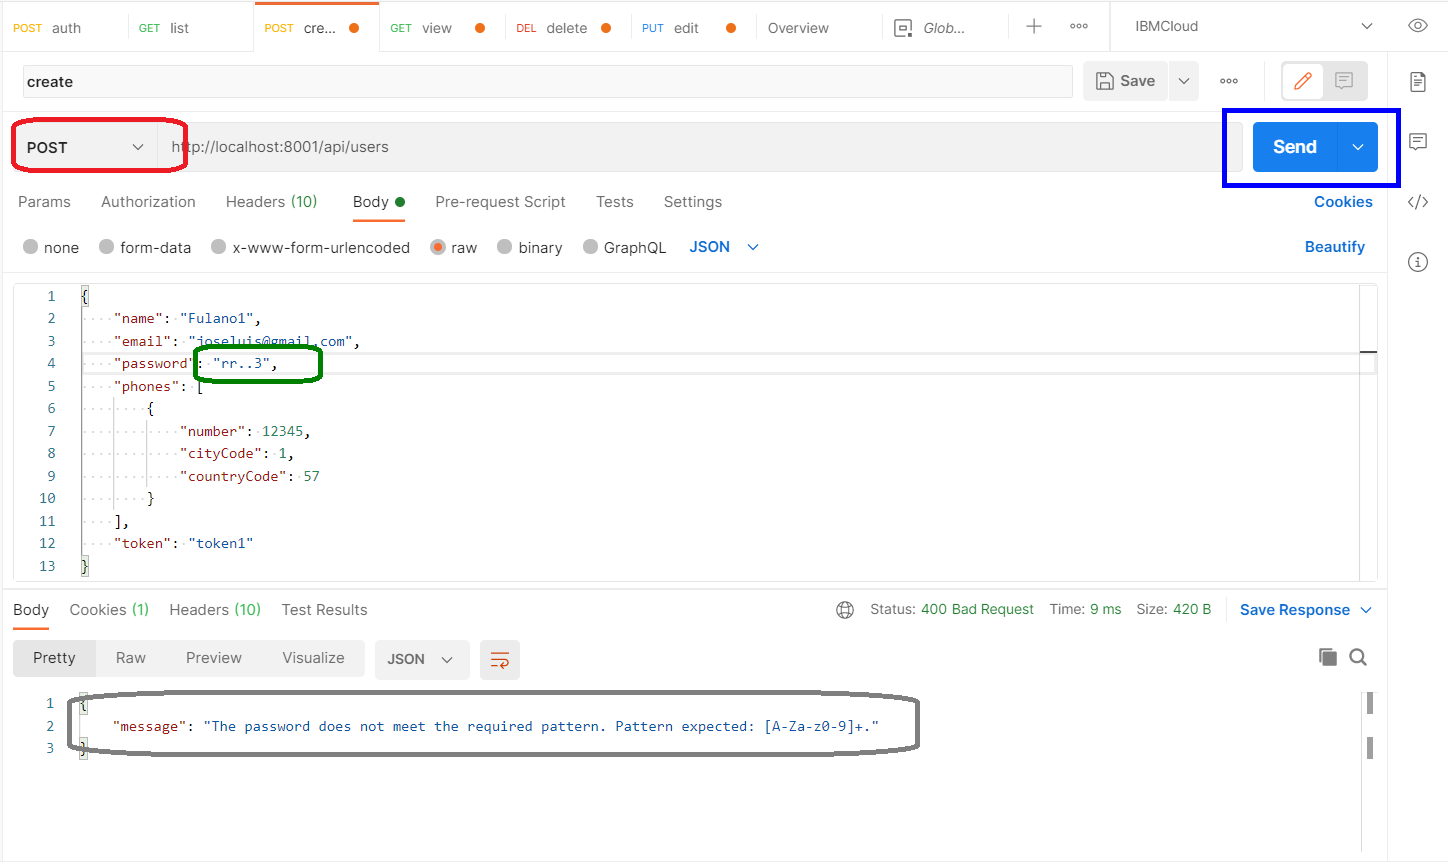 POST auth GET list POST cre... GET view DEL delete PUT edit Overview Glob... IBMCloud
create Save
POST http://localhost:8001/api/users Send
Params Authorization Headers (10) Body Pre-request Script Tests Settings Cookies
none form-data x-www-form-urlencoded raw binary GraphQL JSON Beautify
1 {
2 "name": "Fulano1",
3 "email": "joseluis@gmail.com",
4 "password": "rr..3",
5 "phones": [
6 {
7 "number": 12345,
8 "cityCode": 1,
9 "countryCode": 57
10 }
11 ],
12 "token": "token1"
13 }
Body Cookies (1) Headers (10) Test Results Status: 400 Bad Request Time: 9 ms Size: 420 B Save Response
Pretty Raw Preview Visualize JSON
1 {
2 "message": "The password does not meet the required pattern. Pattern expected: [A-Za-z0-9]+."
3 }